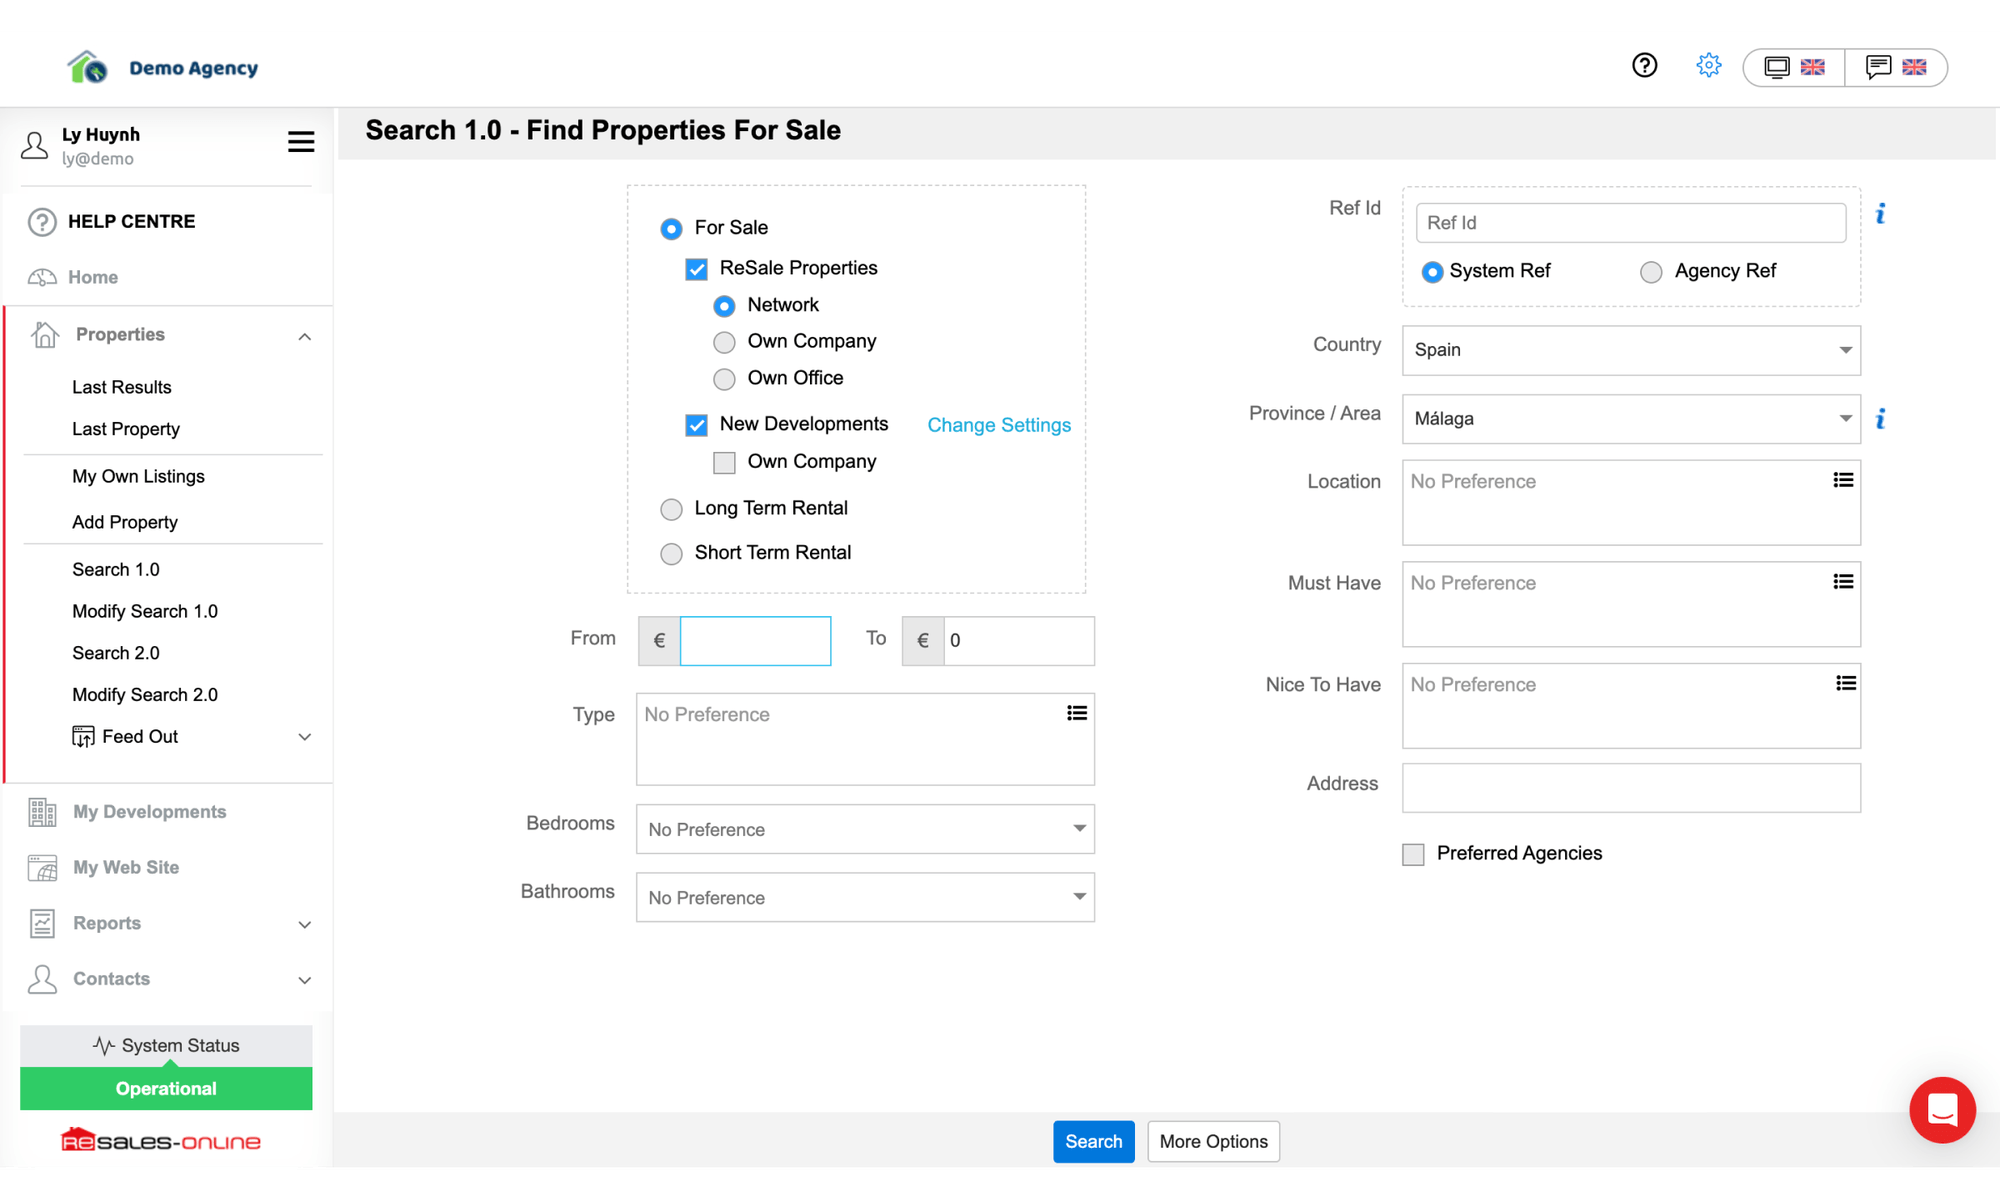 Demo Agency
Ly Huynh
ly@demo
HELP CENTRE
Home
Properties
Last Results
Last Property
My Own Listings
Add Property
Search 1.0
Modify Search 1.0
Search 2.0
Modify Search 2.0
Feed Out
My Developments
My Web Site
Reports
Contacts
System Status
Operational
RESALES-ONLINE
Search 1.0 - Find Properties For Sale
For Sale
ReSale Properties
Network
Own Company
Own Office
New Developments Change Settings
Own Company
Long Term Rental
Short Term Rental
From € To € 0
Type No Preference
Bedrooms No Preference
Bathrooms No Preference
Ref Id Ref Id
System Ref Agency Ref
Country Spain
Province / Area Málaga
Location No Preference
Must Have No Preference
Nice To Have No Preference
Address
Preferred Agencies
Search More Options